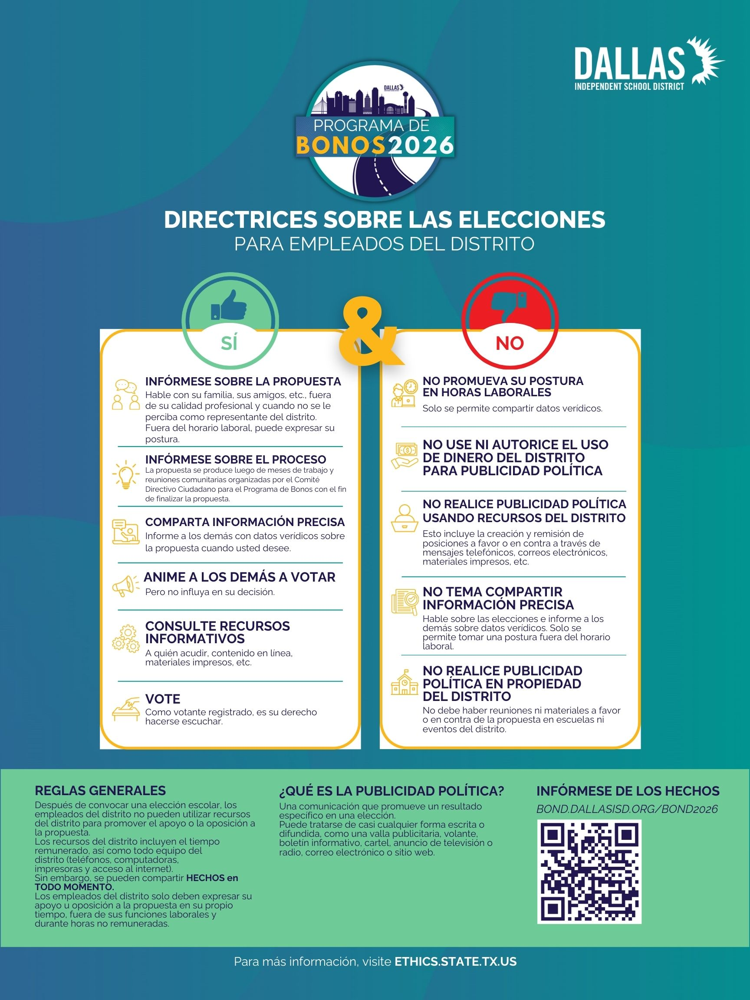 DALLAS
INDEPENDENT SCHOOL DISTRICT
DALLAS
PROGRAMA DE
BONOS 2026
DIRECTRICES SOBRE LAS ELECCIONES
PARA EMPLEADOS DEL DISTRITO
SÍ
&
NO
INFÓRMESE SOBRE LA PROPUESTA
Hable con su familia, sus amigos, etc., fuera
de su calidad profesional y cuando no se le
perciba como representante del distrito.
Fuera del horario laboral, puede expresar su
postura.
INFÓRMESE SOBRE EL PROCESO
La propuesta se produce luego de meses de trabajo y
reuniones comunitarias organizadas por el Comité
Directivo Ciudadano para el Programa de Bonos con el fin
de finalizar la propuesta.
COMPARTA INFORMACIÓN PRECISA
Informe a los demás con datos verídicos sobre
la propuesta cuando usted desee.
ANIME A LOS DEMÁS A VOTAR
Pero no influya en su decisión.
CONSULTE RECURSOS
INFORMATIVOS
A quién acudir, contenido en línea,
materiales impresos, etc.
VOTE
Como votante registrado, es su derecho
hacerse escuchar.
NO PROMUEVA SU POSTURA
EN HORAS LABORALES
Solo se permite compartir datos verídicos.
NO USE NI AUTORICE EL USO
DE DINERO DEL DISTRITO
PARA PUBLICIDAD POLÍTICA
NO REALICE PUBLICIDAD POLÍTICA
USANDO RECURSOS DEL DISTRITO
Esto incluye la creación y remisión de
posiciones a favor o en contra a través de
mensajes telefónicos, correos electrónicos,
materiales impresos, etc.
NO TEMA COMPARTIR
INFORMACIÓN PRECISA
Hable sobre las elecciones e informe a los
demás sobre datos verídicos. Solo se
permite tomar una postura fuera del horario
laboral.
NO REALICE PUBLICIDAD
POLÍTICA EN PROPIEDAD
DEL DISTRITO
No debe haber reuniones ni materiales a favor
o en contra de la propuesta en escuelas ni
eventos del distrito.
REGLAS GENERALES
Después de convocar una elección escolar, los
empleados del distrito no pueden utilizar recursos
del distrito para promover el apoyo o la oposición a
la propuesta.
Los recursos del distrito incluyen el tiempo
remunerado, así como todo equipo del
distrito (teléfonos, computadoras,
impresoras y acceso al internet).
Sin embargo, se pueden compartir HECHOS en
TODO MOMENTO.
Los empleados del distrito solo deben expresar su
apoyo u oposición a la propuesta en su propio
tiempo, fuera de sus funciones laborales y
durante horas no remuneradas.
¿QUÉ ES LA PUBLICIDAD POLÍTICA?
Una comunicación que promueve un resultado
específico en una elección.
Puede tratarse de casi cualquier forma escrita o
difundida, como una valla publicitaria, volante,
boletín informativo, cartel, anuncio de televisión o
radio, correo electrónico o sitio web.
INFÓRMESE DE LOS HECHOS
BOND.DALLASISD.ORG/BOND2026
Para más información, visite ETHICS.STATE.TX.US